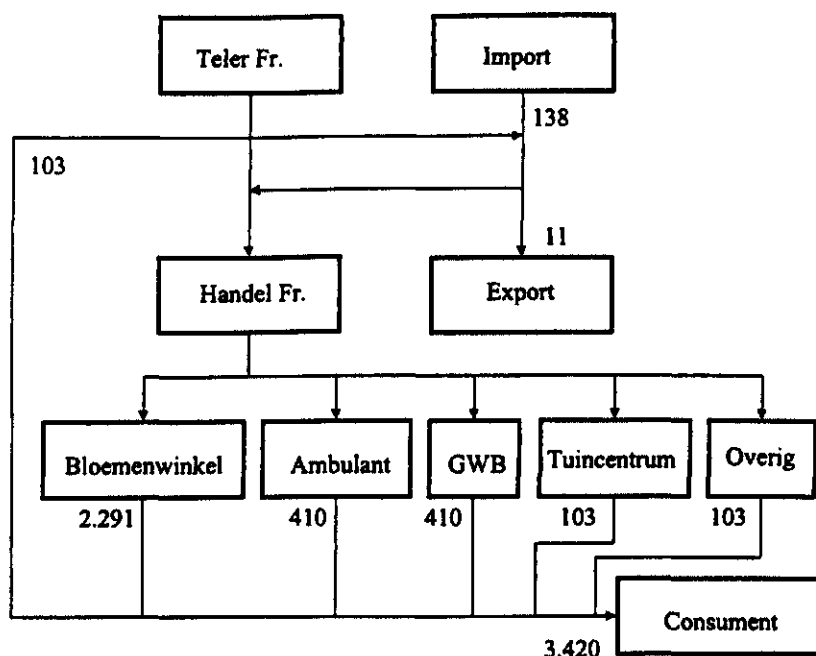 Teler Fr.
Import
138
103
11
Handel Fr.
Export
Bloemenwinkel
Ambulant
GWB
Tuincentrum
Overig
2.291
410
410
103
103
Consument
3.420